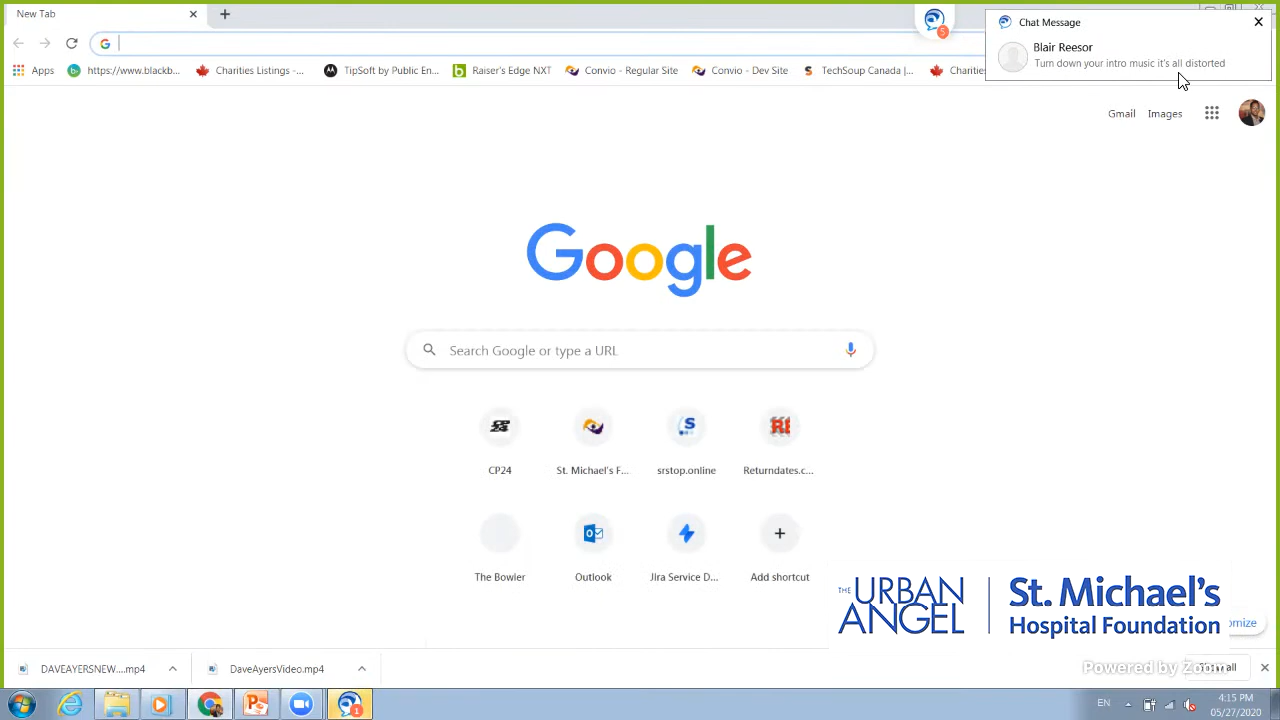 New Tab
5
Chat Message
Blair Reesor
Turn down your intro music it's all distorted
Apps
https://www.blackb...
Charities Listings -...
TipSoft by Public En...
Raiser's Edge NXT
Convio - Regular Site
Convio - Dev Site
TechSoup Canada |...
Charities
Gmail
Images
Google
Search Google or type a URL
CP24
St. Michael's F...
srstop.online
Returndates.c...
The Bowler
Outlook
Jira Service D...
Add shortcut
THE URBAN ANGEL
St. Michael's
Hospital Foundation
omize
DAVEAYERSNEW....mp4
DaveAyersVideo.mp4
Powered by Zoom
EN
1
4:15 PM
05/27/2020